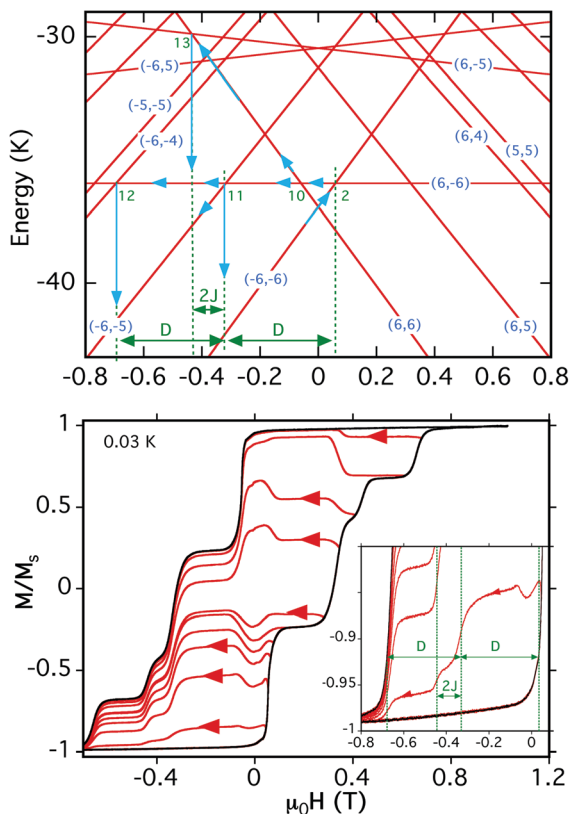 -30
-40
Energy (K)
13
(-6,5)
(6,-5)
(-5,-5)
(6,4)
(5,5)
(-6,-4)
12
11
10
2
(6,-6)
(-6,-6)
2J
D
D
(-6,-5)
(6,6)
(6,5)
-0.8 -0.6 -0.4 -0.2 0 0.2 0.4 0.6 0.8
1
0.5
0
-0.5
-1
M/Ms
0.03 K
-0.9
-0.95
-1
D
D
2J
-0.8 -0.6 -0.4 -0.2 0
-0.4 0 0.4 0.8 1.2
μ0H (T)